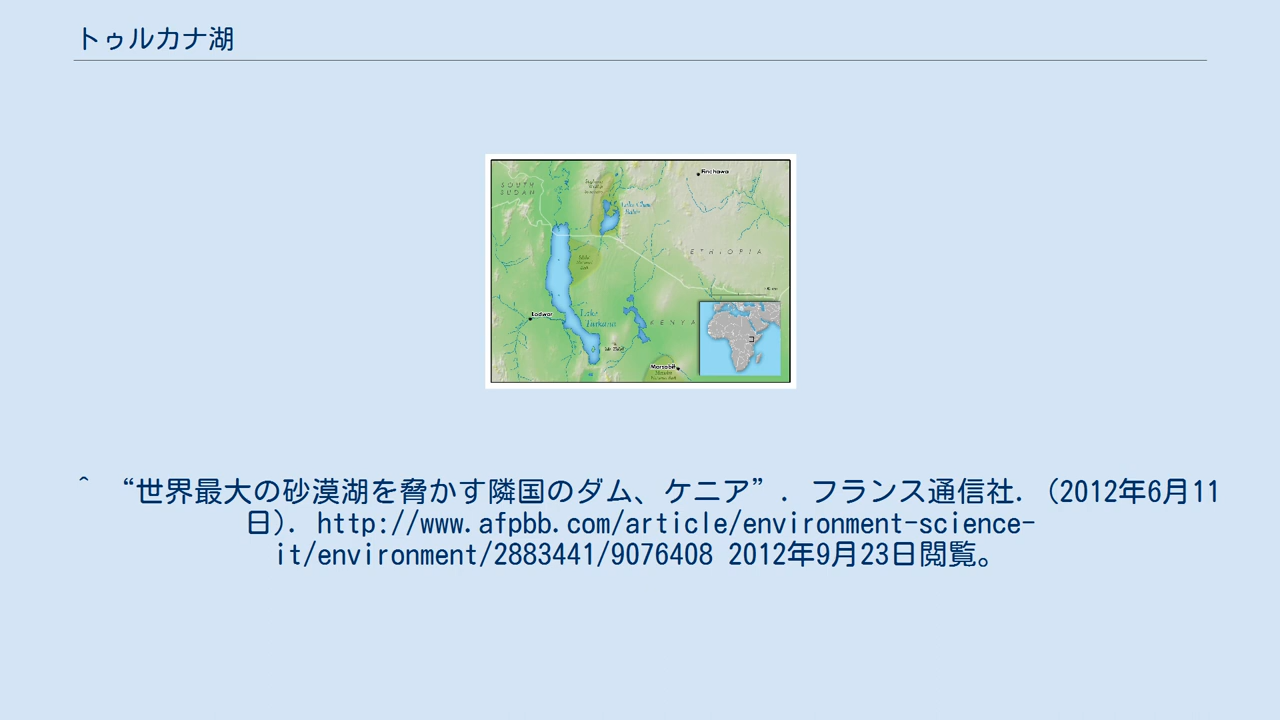 トゥルカナ湖
SOUTH
SUDAN
Finchawa
ETHIOPIA
Lodwar
Lake
Turkana
KENYA
Marsabit
^ “世界最大の砂漠湖を脅かす隣国のダム、ケニア”. フランス通信社. (2012年6月11
日). http://www.afpbb.com/article/environment-science-
it/environment/2883441/9076408 2012年9月23日閲覧。